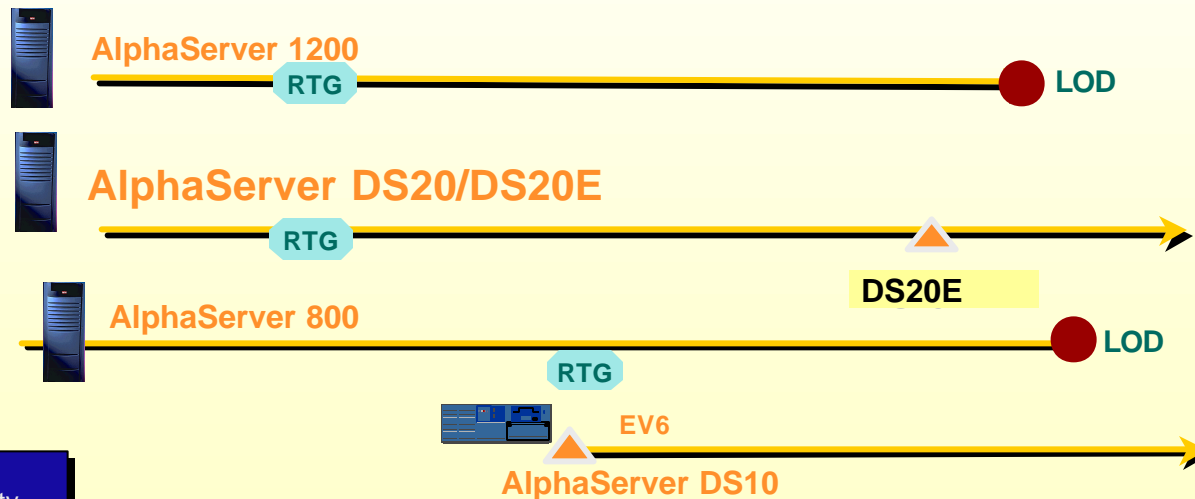 AlphaServer 1200
RTG
LOD
AlphaServer DS20/DS20E
RTG
DS20E
AlphaServer 800
LOD
RTG
EV6
AlphaServer DS10